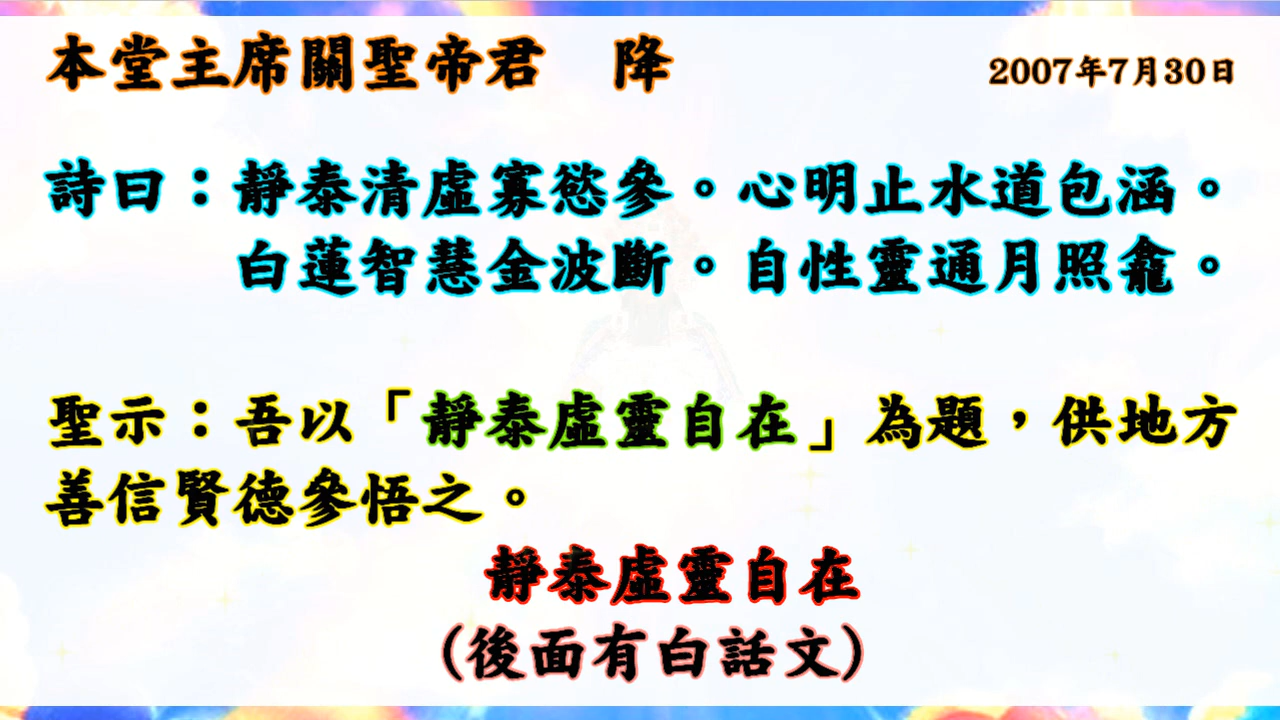 本堂主席關聖帝君　降
2007年7月30日
詩曰：靜泰清虛寡慾參。心明止水道包涵。
白蓮智慧金波斷。自性靈通月照龕。
聖示：吾以「靜泰虛靈自在」為題，供地方
善信賢德參悟之。
靜泰虛靈自在
(後面有白話文)